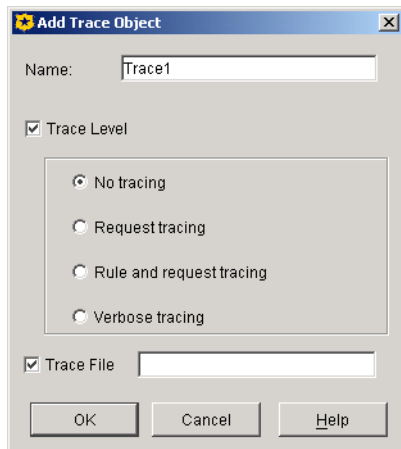 Add Trace Object
Name: Trace1
Trace Level
No tracing
Request tracing
Rule and request tracing
Verbose tracing
Trace File
OK Cancel Help